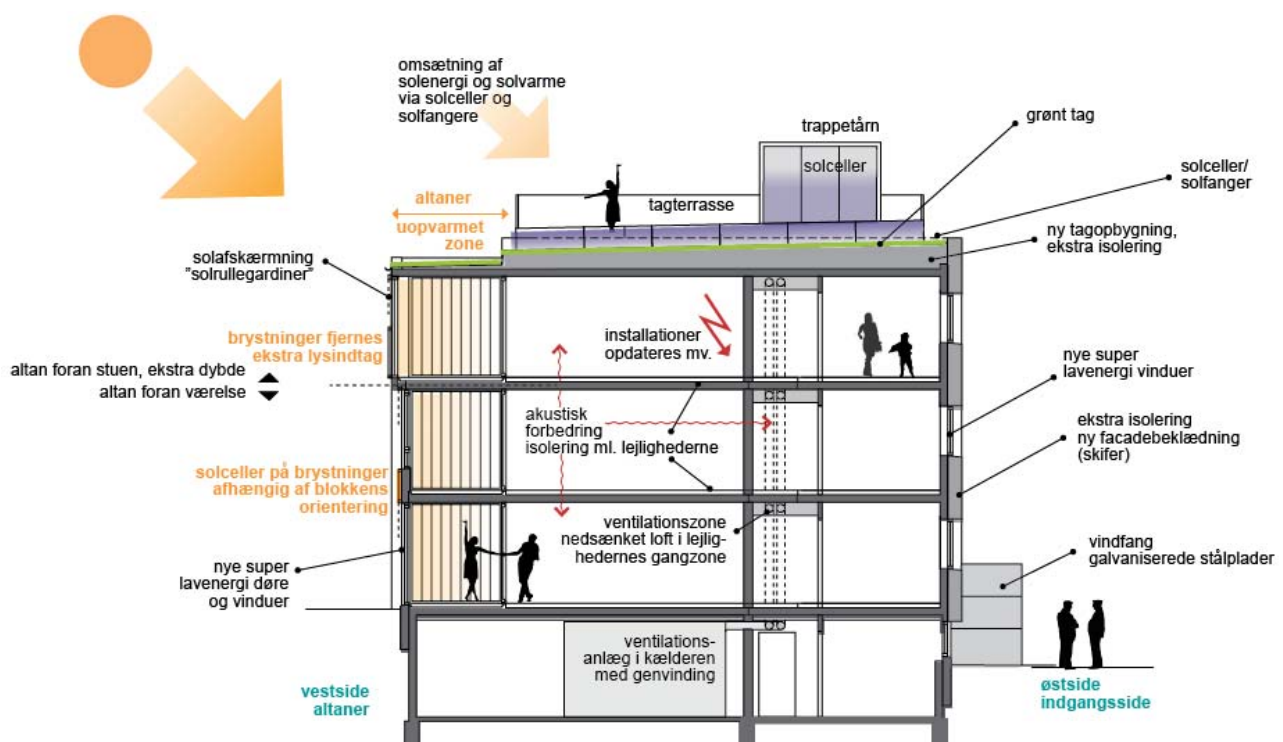 omsætning af
solenergi og solvarme
via solceller og
solfangere
trappetårn
solceller
grønt tag
solceller/
solfanger
altaner
uopvarmet
zone
tagterrasse
ny tagopbygning,
ekstra isolering
solafskærmning
"solrullegardiner"
brystninger fjernes
ekstra lysindtag
altan foran stuen, ekstra dybde
altan foran værelse
installationer
opdateres mv.
nye super
lavenergi vinduer
akustisk
forbedring
isolering ml. lejlighederne
ekstra isolering
ny facadebeklædning
(skifer)
solceller på brystninger
afhængig af blokkens
orientering
ventilationszone
nedsænket loft i lejlig-
hedernes gangzone
vindfang
galvaniserede stålplader
nye super
lavenergi døre
og vinduer
ventilations-
anlæg i kælderen
med genvinding
vestside
altaner
østside
indgangsside